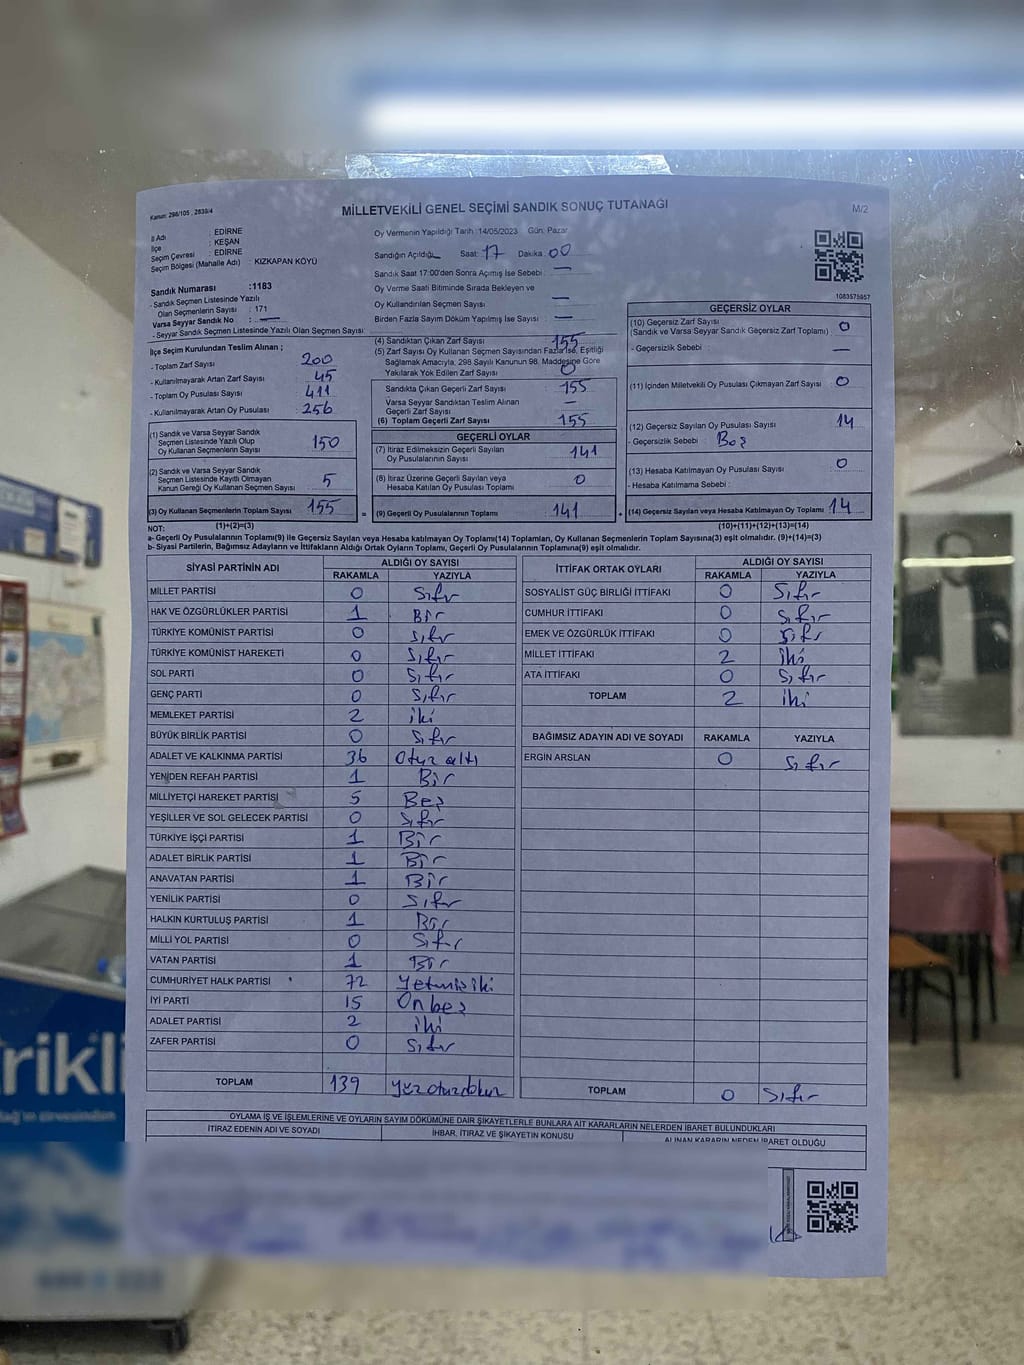 Kanun: 298/105 , 2839/4
MİLLETVEKİLİ GENEL SEÇİMİ SANDIK SONUÇ TUTANAĞI
M/2
İl Adı : EDİRNE
İlçe : KEŞAN
Seçim Çevresi : EDİRNE
Seçim Bölgesi (Mahalle Adı) : KIZKAPAN KÖYÜ
Sandık Numarası :1183
- Sandık Seçmen Listesinde Yazılı
Olan Seçmenlerin Sayısı : 171
Varsa Seyyar Sandık No : —
- Seyyar Sandık Seçmen Listesinde Yazılı Olan Seçmen Sayısı :
Oy Vermenin Yapıldığı Tarih :14/05/2023 Gün: Pazar
Sandığın Açıldığı Saat: 17 Dakika: 00
Sandık Saat 17:00'den Sonra Açılmış İse Sebebi : —
Oy Verme Saati Bitiminde Sırada Bekleyen ve
Oy Kullandırılan Seçmen Sayısı : —
Birden Fazla Sayım Döküm Yapılmış İse Sayısı : —
1083575957
İlçe Seçim Kurulundan Teslim Alınan ;
- Toplam Zarf Sayısı : 200
- Kullanılmayarak Artan Zarf Sayısı : 45
- Toplam Oy Pusulası Sayısı : 411
- Kullanılmayarak Artan Oy Pusulası : 256
(1) Sandık ve Varsa Seyyar Sandık
Seçmen Listesinde Yazılı Olup
Oy Kullanan Seçmenlerin Sayısı 150
(2) Sandık ve Varsa Seyyar Sandık
Seçmen Listesinde Kayıtlı Olmayan
Kanun Gereği Oy Kullanan Seçmen Sayısı 5
(3) Oy Kullanan Seçmenlerin Toplam Sayısı 155
(1)+(2)=(3)
(4) Sandıktan Çıkan Zarf Sayısı 155
(5) Zarf Sayısı Oy Kullanan Seçmen Sayısından Fazla İse, Eşitliği
Sağlamak Amacıyla, 298 Sayılı Kanunun 98. Maddesine Göre
Yakılarak Yok Edilen Zarf Sayısı 0
Sandıkta Çıkan Geçerli Zarf Sayısı 155
Varsa Seyyar Sandıktan Teslim Alınan
Geçerli Zarf Sayısı —
(6) Toplam Geçerli Zarf Sayısı 155
GEÇERLİ OYLAR
(7) İtiraz Edilmeksizin Geçerli Sayılan
Oy Pusulalarının Sayısı 141
(8) İtiraz Üzerine Geçerli Sayılan veya
Hesaba Katılan Oy Pusulaları Toplamı 0
= (9) Geçerli Oy Pusulalarının Toplamı 141 +
GEÇERSİZ OYLAR
(10) Geçersiz Zarf Sayısı
(Sandık ve Varsa Seyyar Sandık Geçersiz Zarf Toplamı) : 0
- Geçersizlik Sebebi : —
(11) İçinden Milletvekili Oy Pusulası Çıkmayan Zarf Sayısı : 0
(12) Geçersiz Sayılan Oy Pusulası Sayısı : 14
- Geçersizlik Sebebi : Boş
(13) Hesaba Katılmayan Oy Pusulası Sayısı : 0
- Hesaba Katılmama Sebebi :
(14) Geçersiz Sayılan veya Hesaba Katılmayan Oy Toplamı 14
(10)+(11)+(12)+(13)=(14)
NOT:
a- Geçerli Oy Pusulalarının Toplamı(9) ile Geçersiz Sayılan veya Hesaba katılmayan Oy Toplamı(14) Toplamları, Oy Kullanan Seçmenlerin Toplam Sayısına(3) eşit olmalıdır. (9)+(14)=(3)
b- Siyasi Partilerin, Bağımsız Adayların ve İttifakların Aldığı Ortak Oyların Toplamı, Geçerli Oy Pusulalarının Toplamına(9) eşit olmalıdır.
SİYASİ PARTİNİN ADI ALDIĞI OY SAYISI
RAKAMLA YAZIYLA
MİLLET PARTİSİ 0 Sıfır
HAK VE ÖZGÜRLÜKLER PARTİSİ 1 Bir
TÜRKİYE KOMÜNİST PARTİSİ 0 Sıfır
TÜRKİYE KOMÜNİST HAREKETİ 0 Sıfır
SOL PARTİ 0 Sıfır
GENÇ PARTİ 0 Sıfır
MEMLEKET PARTİSİ 2 iki
BÜYÜK BİRLİK PARTİSİ 0 Sıfır
ADALET VE KALKINMA PARTİSİ 36 Otuz altı
YENİDEN REFAH PARTİSİ 1 Bir
MİLLİYETÇİ HAREKET PARTİSİ 5 Beş
YEŞİLLER VE SOL GELECEK PARTİSİ 0 Sıfır
TÜRKİYE İŞÇİ PARTİSİ 1 Bir
ADALET BİRLİK PARTİSİ 1 Bir
ANAVATAN PARTİSİ 1 Bir
YENİLİK PARTİSİ 0 Sıfır
HALKIN KURTULUŞ PARTİSİ 1 Bir
MİLLİ YOL PARTİSİ 0 Sıfır
VATAN PARTİSİ 1 Bir
CUMHURİYET HALK PARTİSİ 72 Yetmişiki
İYİ PARTİ 15 Onbeş
ADALET PARTİSİ 2 iki
ZAFER PARTİSİ 0 Sıfır
TOPLAM 139 Yüzotuzdokuz
İTTİFAK ORTAK OYLARI ALDIĞI OY SAYISI
RAKAMLA YAZIYLA
SOSYALİST GÜÇ BİRLİĞİ İTTİFAKI 0 Sıfır
CUMHUR İTTİFAKI 0 Sıfır
EMEK VE ÖZGÜRLÜK İTTİFAKI 0 Sıfır
MİLLET İTTİFAKI 2 iki
ATA İTTİFAKI 0 Sıfır
TOPLAM 2 iki
BAĞIMSIZ ADAYIN ADI VE SOYADI RAKAMLA YAZIYLA
ERGİN ARSLAN 0 Sıfır
TOPLAM 0 Sıfır
OYLAMA İŞ VE İŞLEMLERİNE VE OYLARIN SAYIM DÖKÜMÜNE DAİR ŞİKAYETLERLE BUNLARA AİT KARARLARIN NELERDEN İBARET BULUNDUKLARI
İTİRAZ EDENİN ADI VE SOYADI İHBAR, İTİRAZ VE ŞİKAYETİN KONUSU ALINAN KARARIN NEDEN İBARET OLDUĞU
rikli